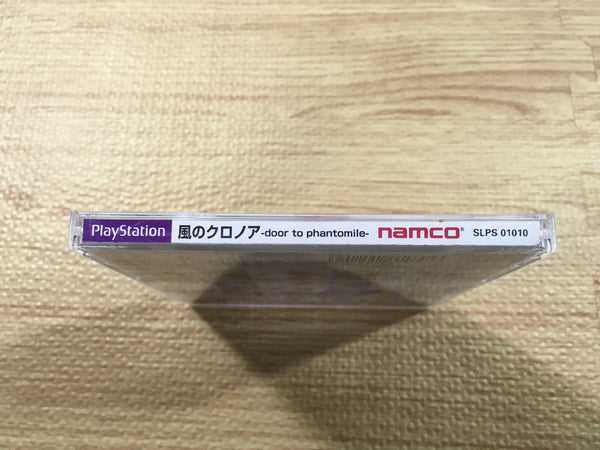 PlayStation 風のクロノア-door to phantomile- namco® SLPS 01010